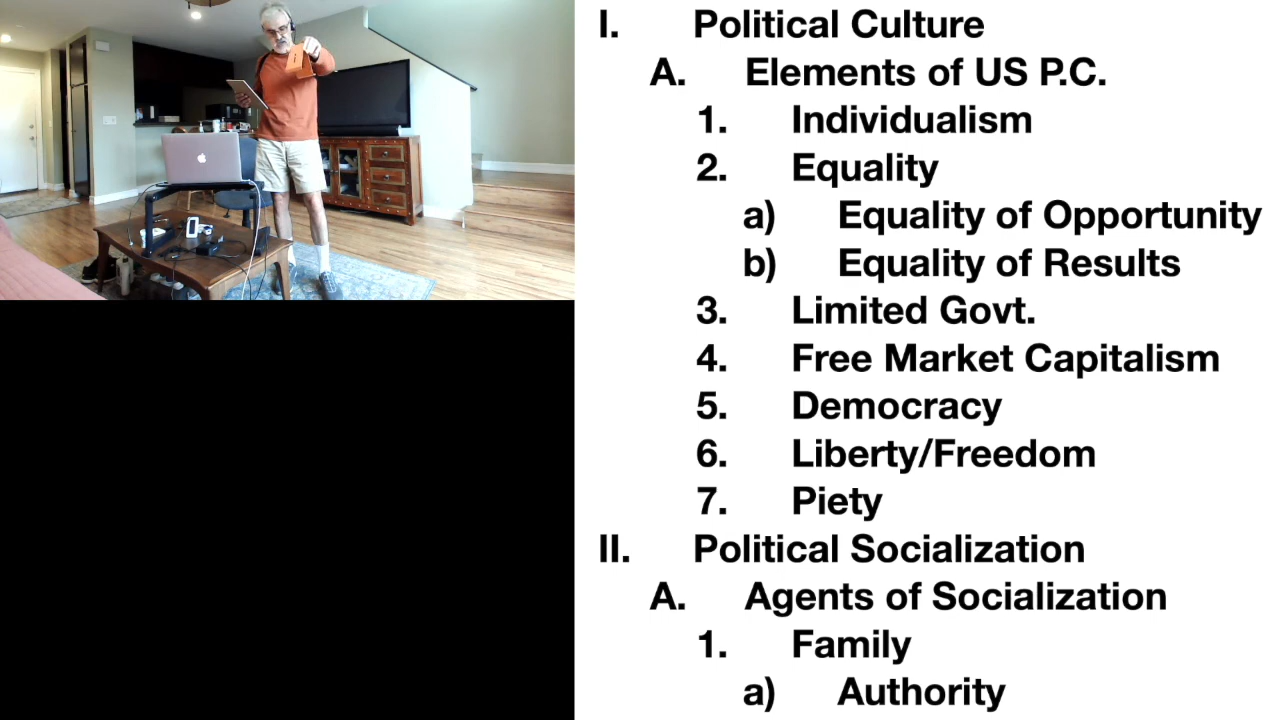 I. Political Culture
A. Elements of US P.C.
1. Individualism
2. Equality
a) Equality of Opportunity
b) Equality of Results
3. Limited Govt.
4. Free Market Capitalism
5. Democracy
6. Liberty/Freedom
7. Piety
II. Political Socialization
A. Agents of Socialization
1. Family
a) Authority